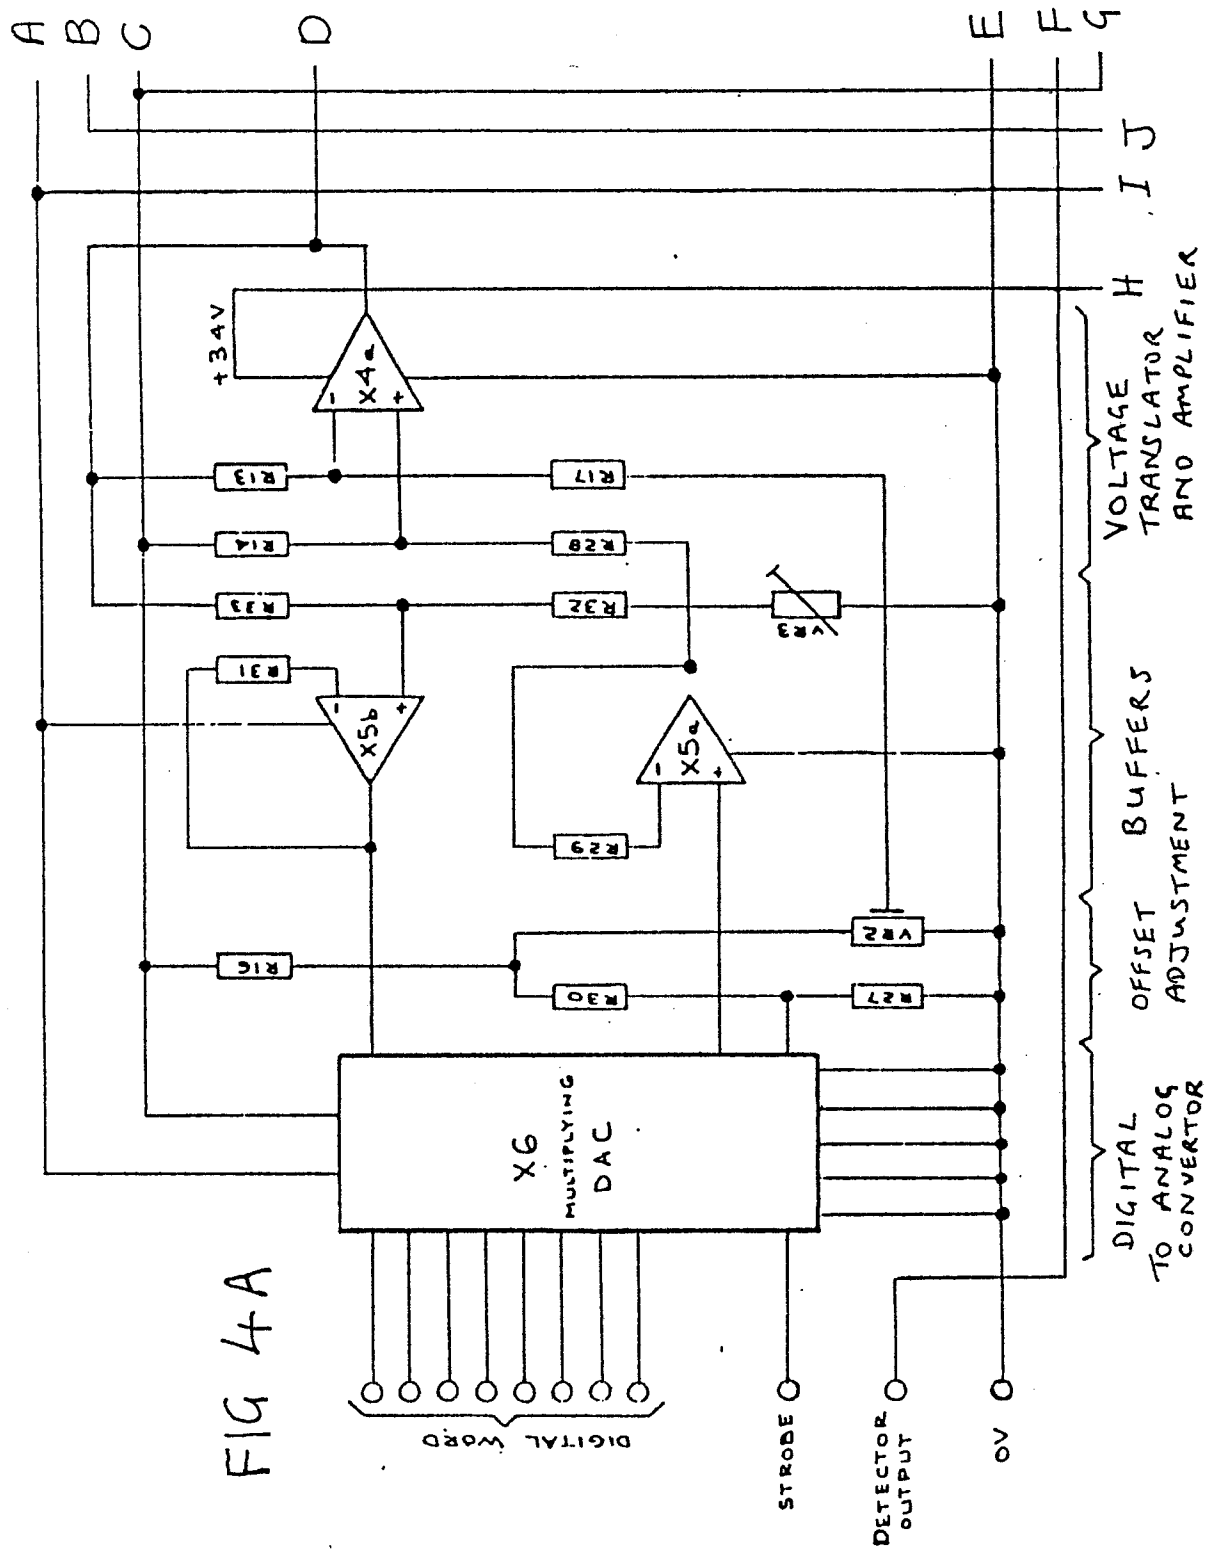 FIG 4A
A
B
C
D
E
F
G
J
I
H
+34V
X4a
- +
R13
R17
R14
R28
R33
R32
VR3
R31
X5b
- +
X5a
- +
R29
R16
VR2
R30
R27
X6
MULTIPLYING
DAC
DIGITAL WORD
STROBE
DETECTOR
OUTPUT
0V
DIGITAL
TO ANALOG
CONVERTOR
OFFSET
ADJUSTMENT
BUFFERS
VOLTAGE
TRANSLATOR
AND AMPLIFIER